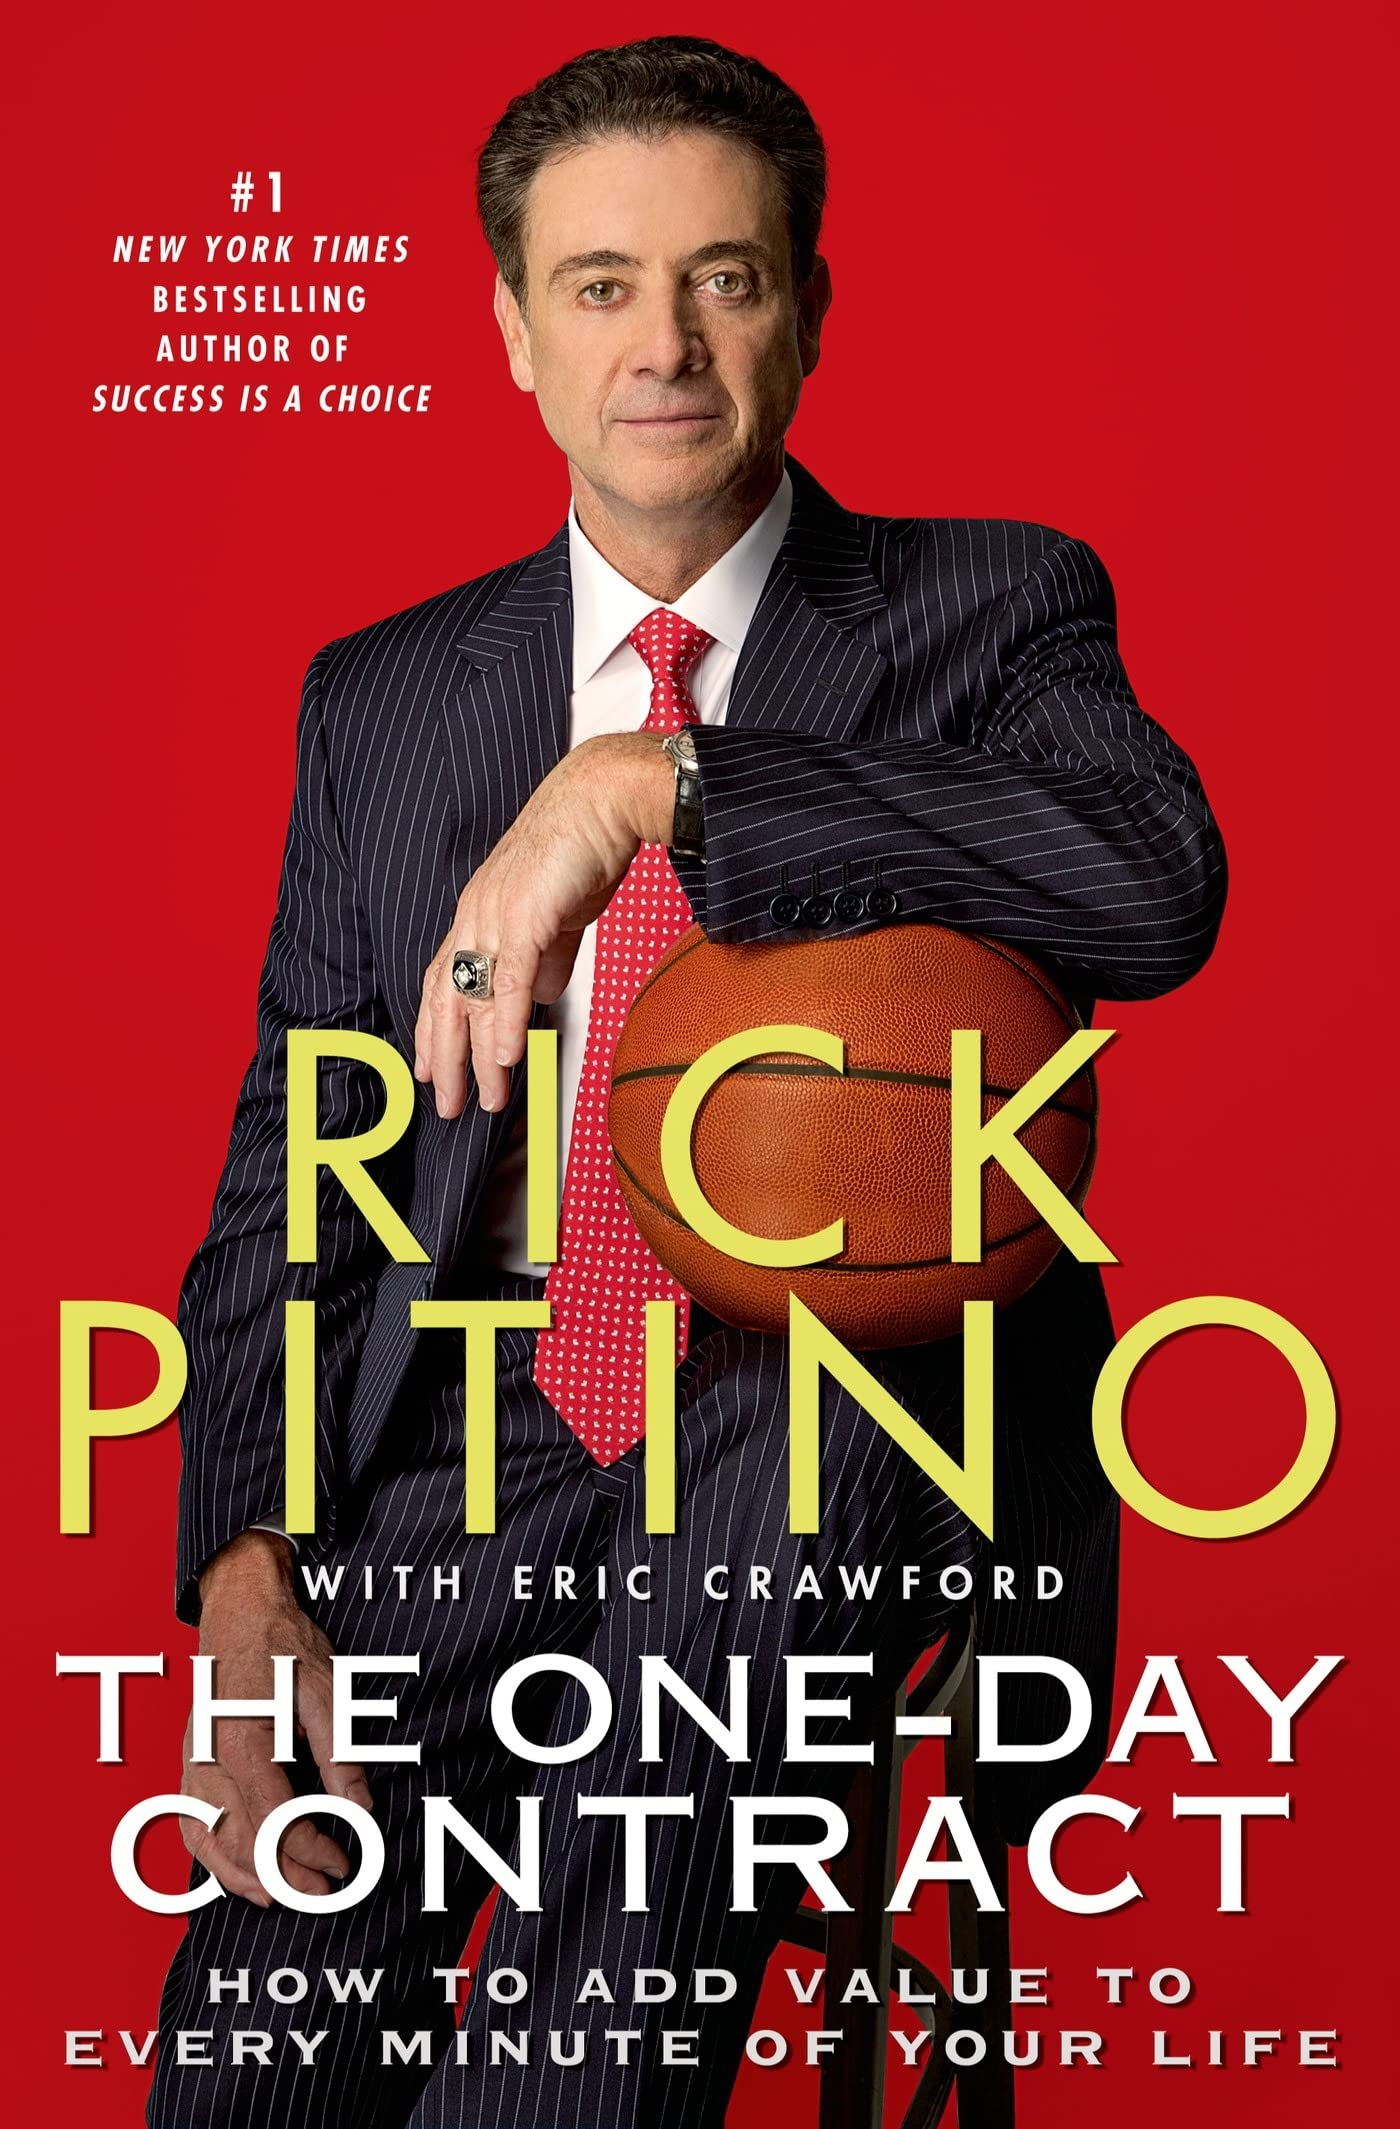 #1
NEW YORK TIMES
BESTSELLING
AUTHOR OF
SUCCESS IS A CHOICE
RICK
PITINO
WITH ERIC CRAWFORD
THE ONE-DAY
CONTRACT
HOW TO ADD VALUE TO
EVERY MINUTE OF YOUR LIFE